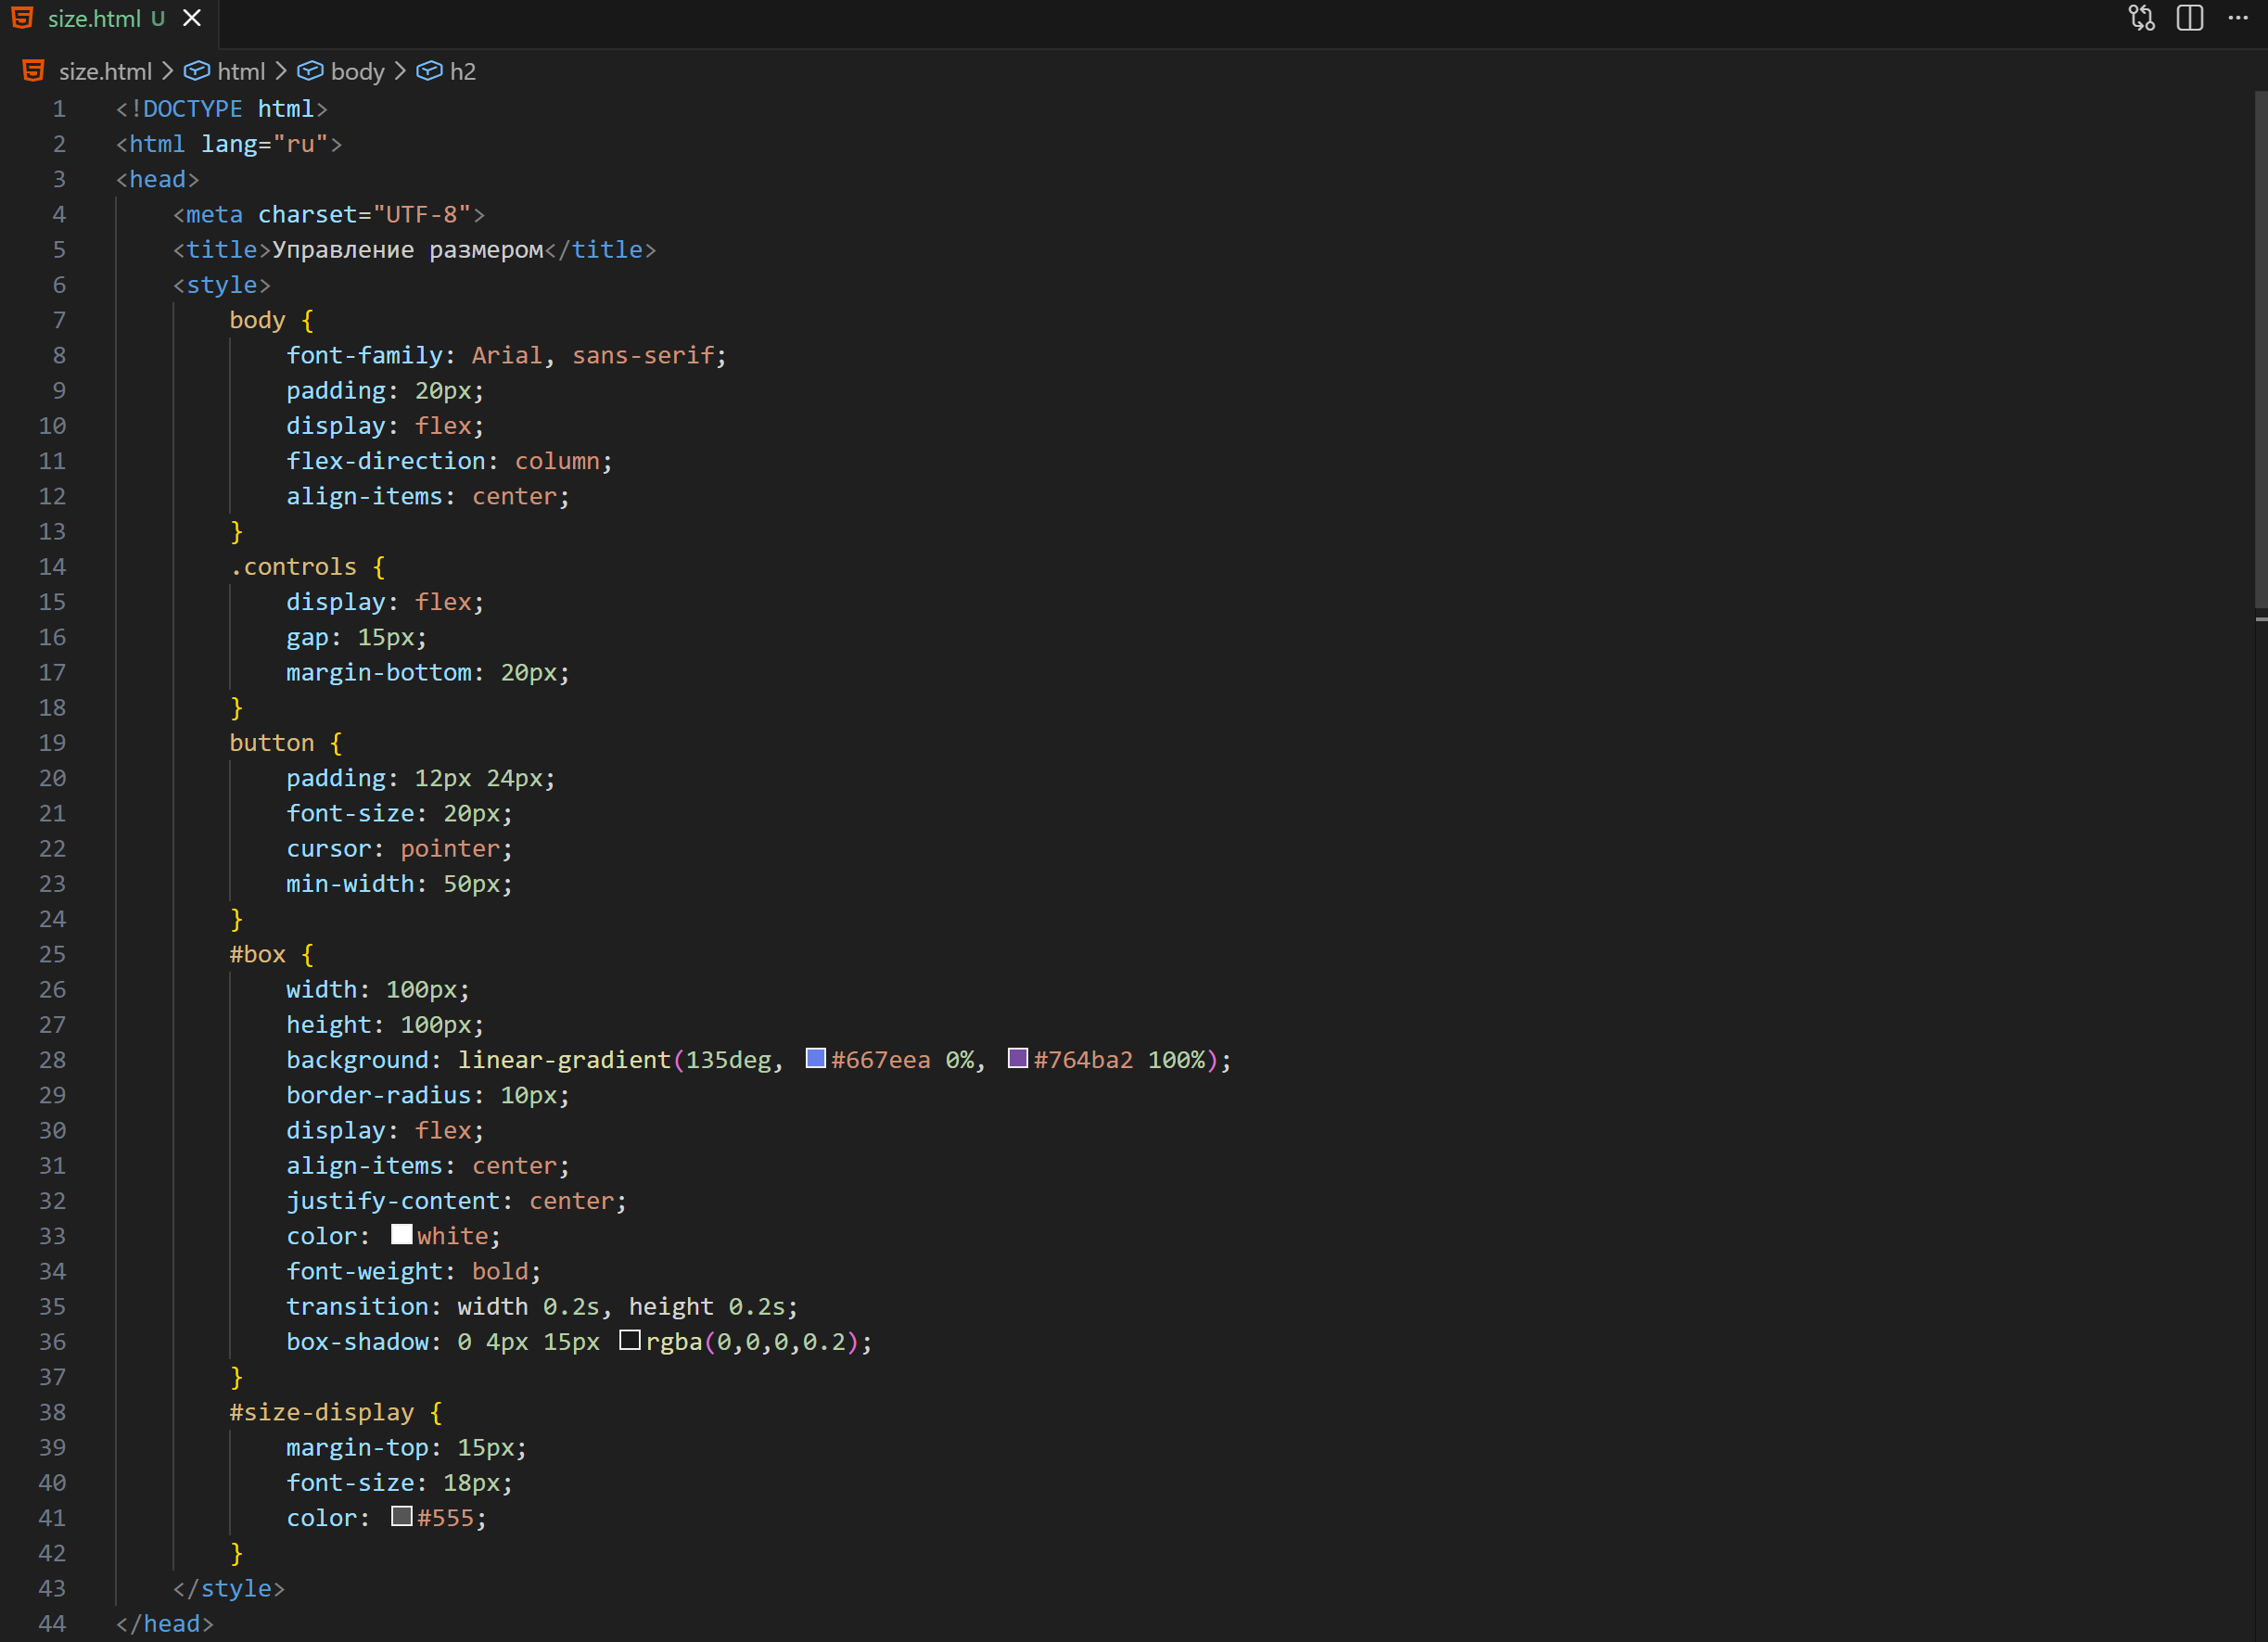 size.html U
size.html > html > body > h2
1 <!DOCTYPE html>
2 <html lang="ru">
3 <head>
4     <meta charset="UTF-8">
5     <title>Управление размером</title>
6     <style>
7         body {
8             font-family: Arial, sans-serif;
9             padding: 20px;
10             display: flex;
11             flex-direction: column;
12             align-items: center;
13         }
14         .controls {
15             display: flex;
16             gap: 15px;
17             margin-bottom: 20px;
18         }
19         button {
20             padding: 12px 24px;
21             font-size: 20px;
22             cursor: pointer;
23             min-width: 50px;
24         }
25         #box {
26             width: 100px;
27             height: 100px;
28             background: linear-gradient(135deg, #667eea 0%, #764ba2 100%);
29             border-radius: 10px;
30             display: flex;
31             align-items: center;
32             justify-content: center;
33             color: white;
34             font-weight: bold;
35             transition: width 0.2s, height 0.2s;
36             box-shadow: 0 4px 15px rgba(0,0,0,0.2);
37         }
38         #size-display {
39             margin-top: 15px;
40             font-size: 18px;
41             color: #555;
42         }
43     </style>
44 </head>